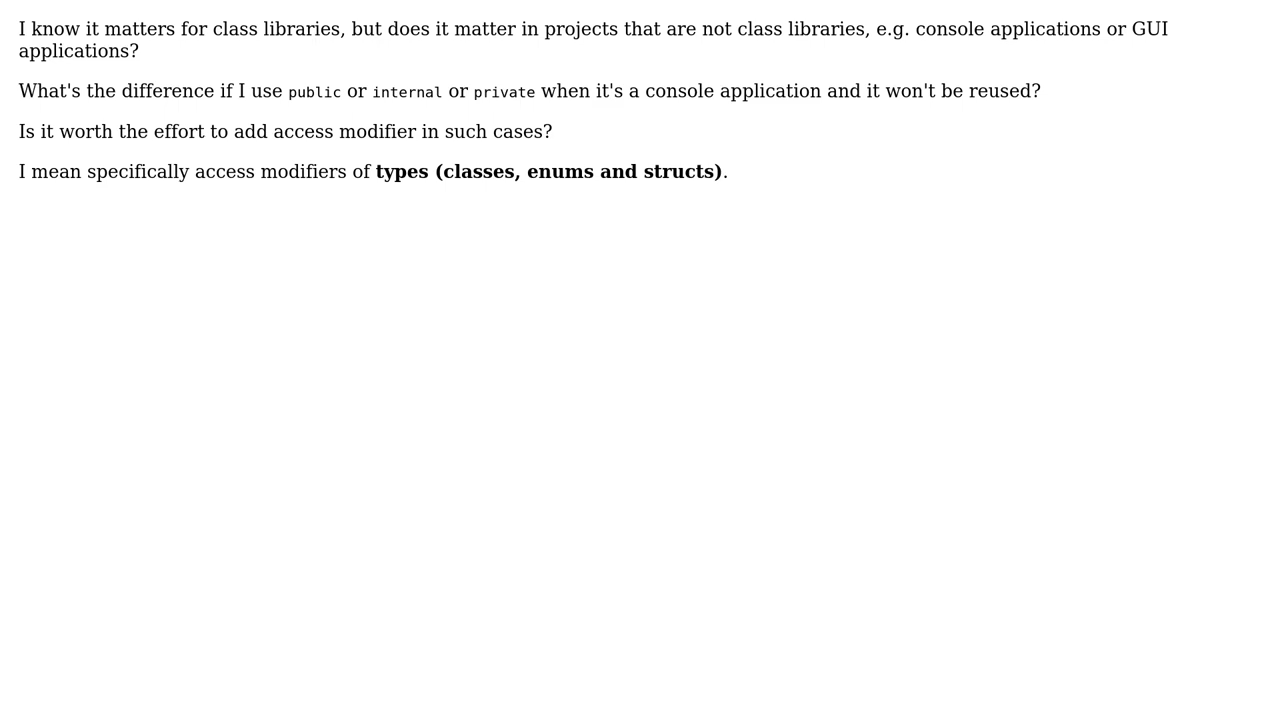 I know it matters for class libraries, but does it matter in projects that are not class libraries, e.g. console applications or GUI
applications?
What's the difference if I use public or internal or private when it's a console application and it won't be reused?
Is it worth the effort to add access modifier in such cases?
I mean specifically access modifiers of types (classes, enums and structs).